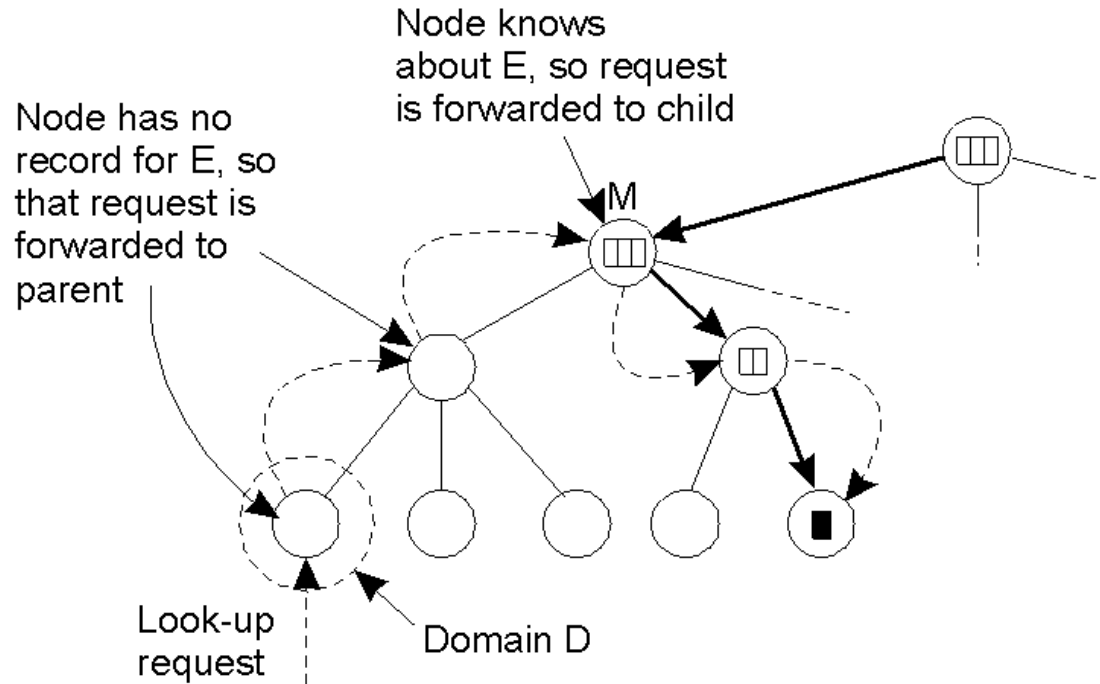 Node knows
about E, so request
is forwarded to child
Node has no
record for E, so
that request is
forwarded to
parent
M
Look-up
request
Domain D